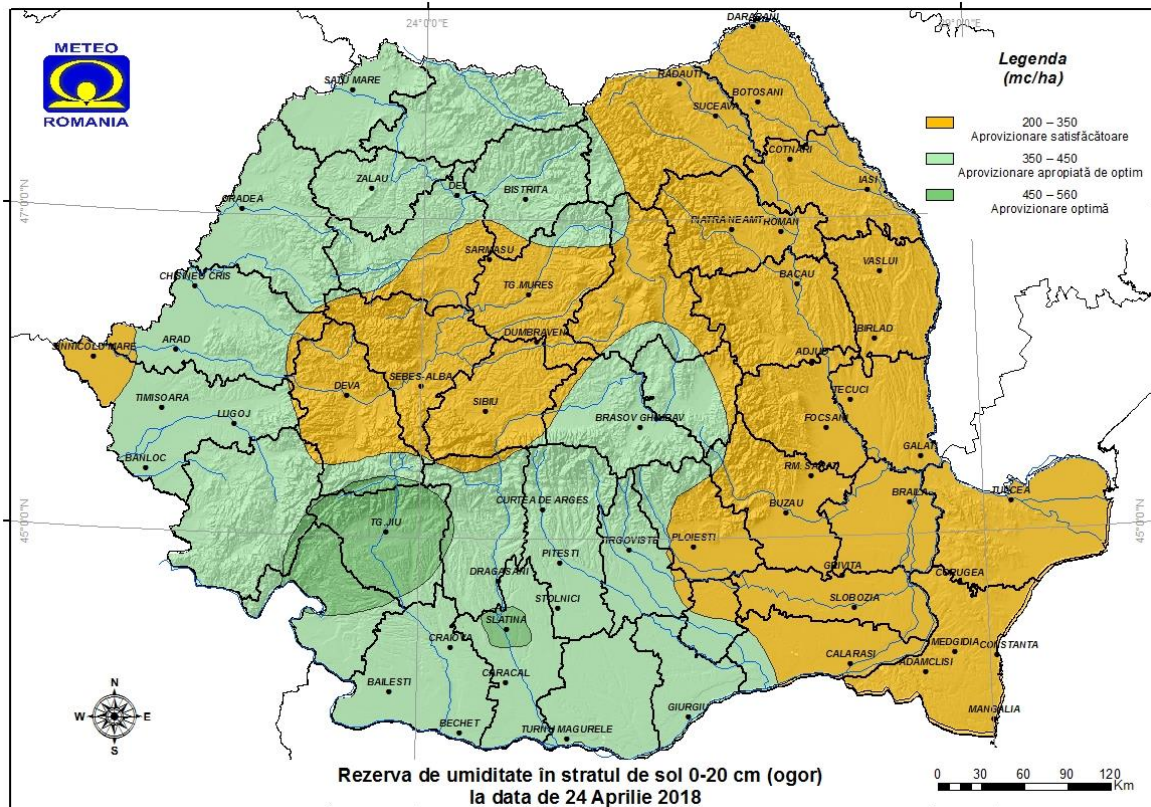 METEO
ROMANIA
24°0'0"E
47°0'0"N
45°0'0"N
45°0'0"N
Legenda
(mc/ha)
200 – 350
Aprovizionare satisfăcătoare
350 – 450
Aprovizionare apropiată de optim
450 – 560
Aprovizionare optimă
DARABANI
SATU MARE
RADAUTI
BOTOSANI
SUCEAVA
COTNARI
ZALAU
DEJ
BISTRITA
IASI
ORADEA
PIATRA NEAMT
ROMAN
SARMASU
VASLUI
CHISINEU CRIS
BACAU
TG. MURES
DUMBRAVENI
BIRLAD
SINNICOLO MARE
ARAD
ADJUD
DEVA
SEBES-ALBA
SIBIU
TECUCI
TIMISOARA
LUGOJ
BRASOV GHIMBAV
FOCSANI
GALATI
BANLOC
RM. SARAT
CURTEA DE ARGES
BUZAU
BRAILA
TULCEA
TG. JIU
PITESTI
TIRGOVISTE
PLOIESTI
GRIVITA
CORUGEA
DRAGASANI
STOLNICI
SLOBOZIA
SLATINA
CRAIOVA
CALARASI
MEDGIDIA
CONSTANTA
ADAMCLISI
BAILESTI
CARACAL
GIURGIU
MANGALIA
BECHET
TURNU MAGURELE
N
W
E
S
Rezerva de umiditate în stratul de sol 0-20 cm (ogor)
la data de 24 Aprilie 2018
0 30 60 90 120
Km